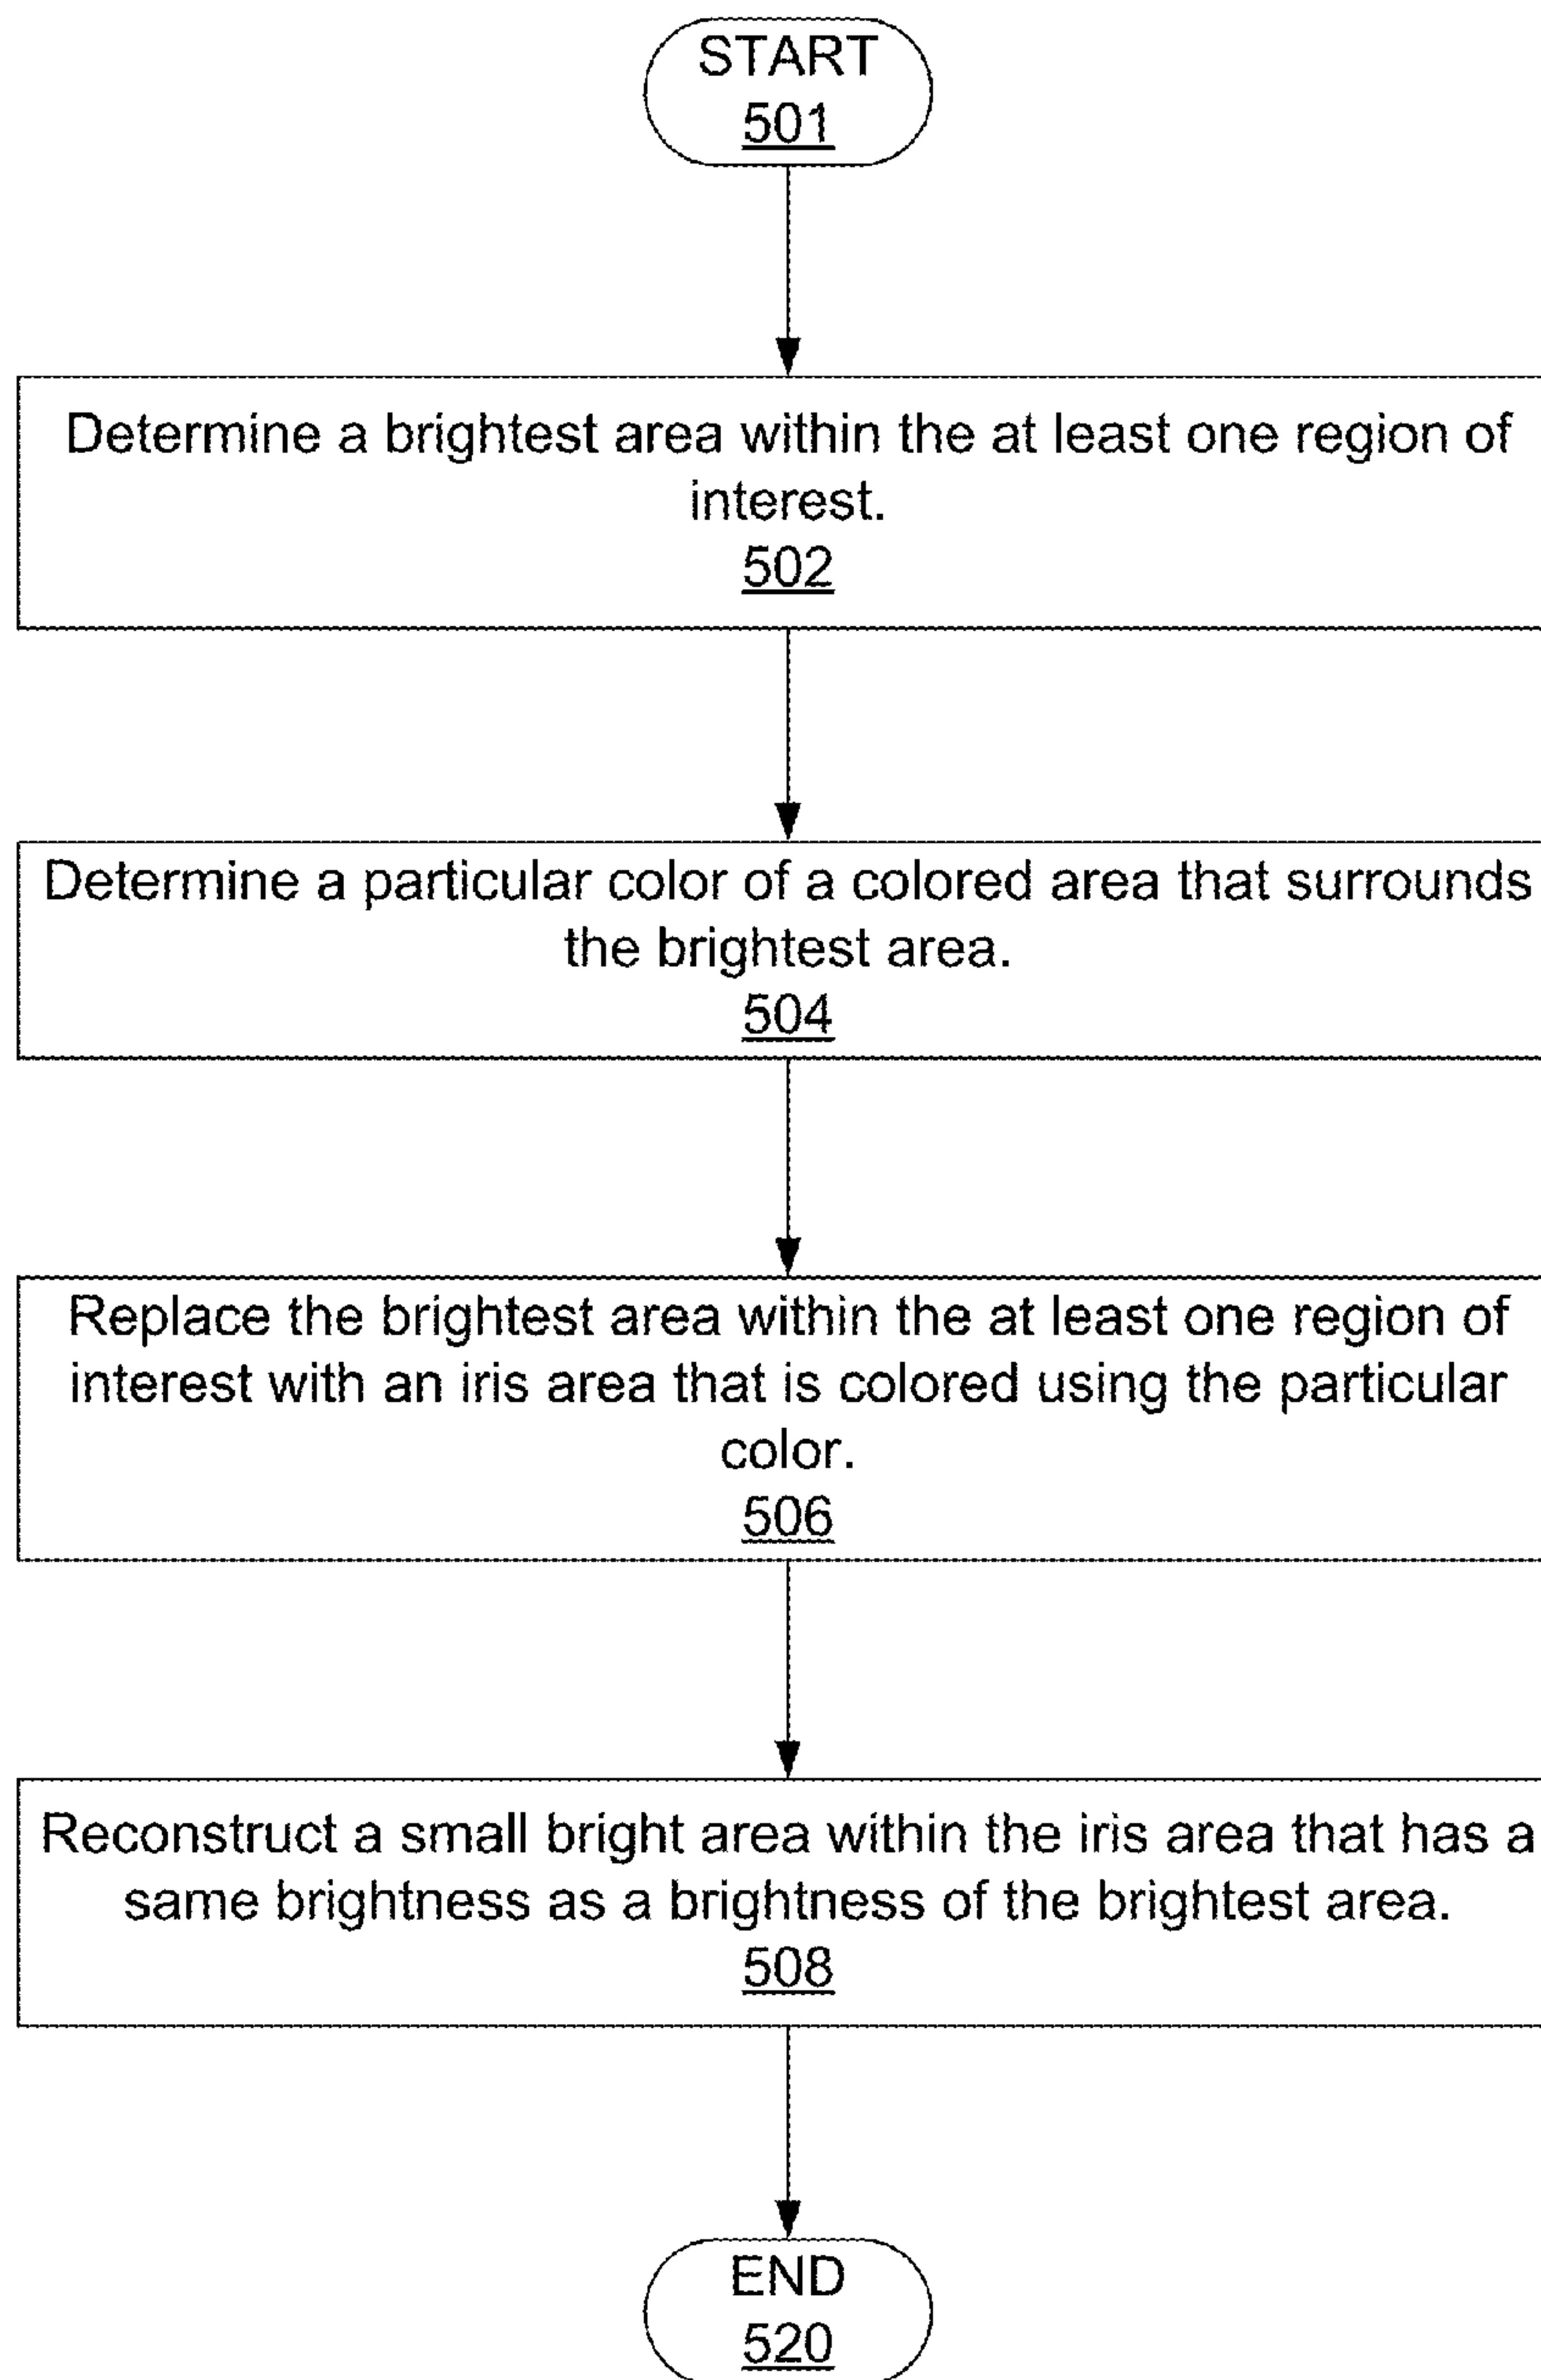 START
501
Determine a brightest area within the at least one region of
interest.
502
Determine a particular color of a colored area that surrounds
the brightest area.
504
Replace the brightest area within the at least one region of
interest with an iris area that is colored using the particular
color.
506
Reconstruct a small bright area within the iris area that has a
same brightness as a brightness of the brightest area.
508
END
520